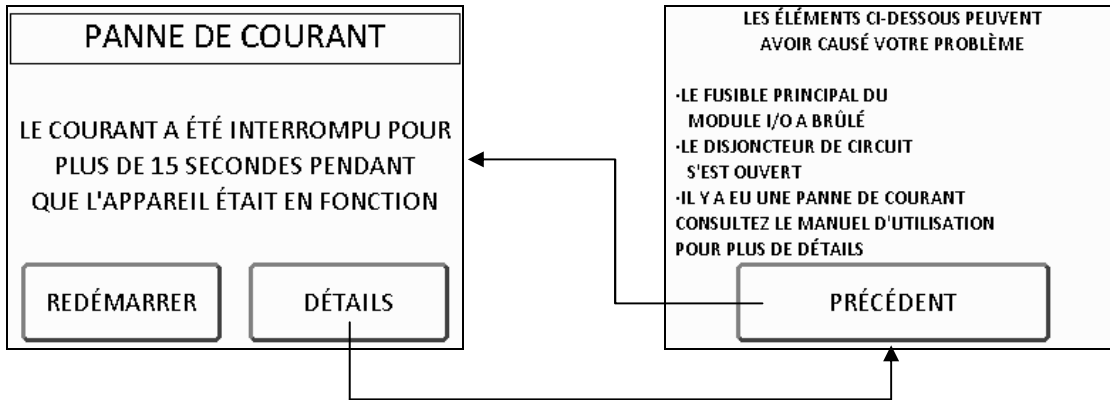 PANNE DE COURANT
LE COURANT A ÉTÉ INTERROMPU POUR
PLUS DE 15 SECONDES PENDANT
QUE L'APPAREIL ÉTAIT EN FONCTION
REDÉMARRER
DÉTAILS
LES ÉLÉMENTS CI-DESSOUS PEUVENT
AVOIR CAUSÉ VOTRE PROBLÈME
·LE FUSIBLE PRINCIPAL DU
MODULE I/O A BRÛLÉ
·LE DISJONCTEUR DE CIRCUIT
S'EST OUVERT
·IL Y A EU UNE PANNE DE COURANT
CONSULTEZ LE MANUEL D'UTILISATION
POUR PLUS DE DÉTAILS
PRÉCÉDENT